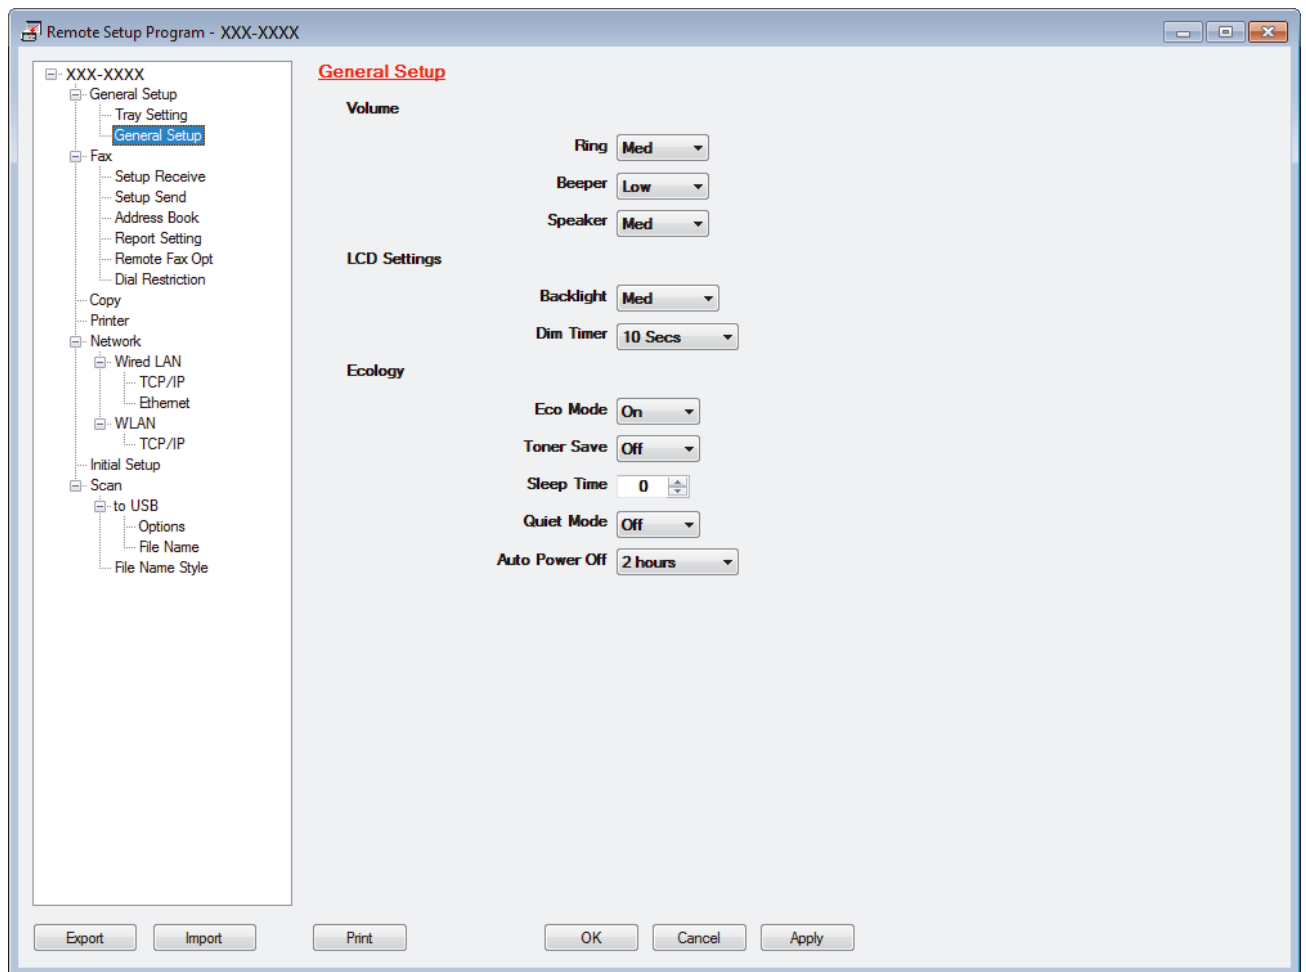 Remote Setup Program - XXX-XXXX
XXX-XXXX
General Setup
Tray Setting
General Setup
Fax
Setup Receive
Setup Send
Address Book
Report Setting
Remote Fax Opt
Dial Restriction
Copy
Printer
Network
Wired LAN
TCP/IP
Ethernet
WLAN
TCP/IP
Initial Setup
Scan
to USB
Options
File Name
File Name Style
General Setup
Volume
Ring Med
Beeper Low
Speaker Med
LCD Settings
Backlight Med
Dim Timer 10 Secs
Ecology
Eco Mode On
Toner Save Off
Sleep Time 0
Quiet Mode Off
Auto Power Off 2 hours
Export Import Print OK Cancel Apply